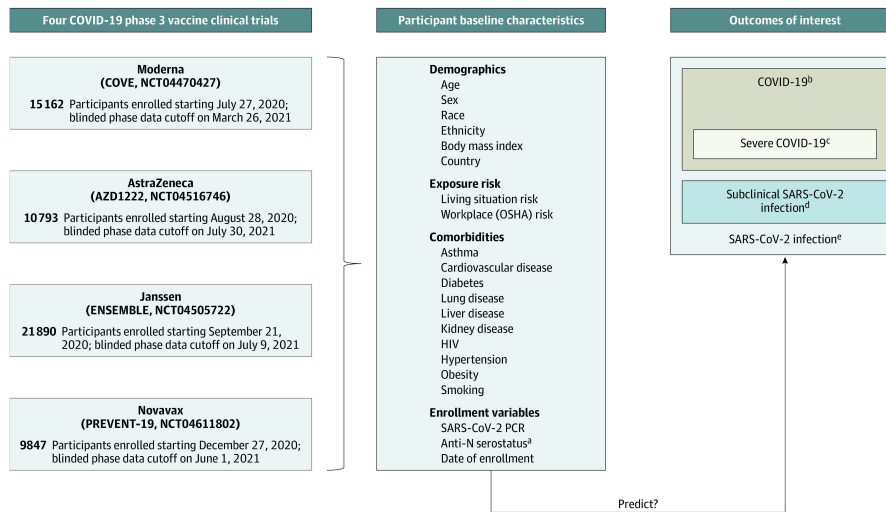 Four COVID-19 phase 3 vaccine clinical trials
Moderna
(COVE, NCT04470427)
15 162 Participants enrolled starting July 27, 2020;
blinded phase data cutoff on March 26, 2021
AstraZeneca
(AZD1222, NCT04516746)
10 793 Participants enrolled starting August 28, 2020;
blinded phase data cutoff on July 30, 2021
Janssen
(ENSEMBLE, NCT04505722)
21 890 Participants enrolled starting September 21,
2020; blinded phase data cutoff on July 9, 2021
Novavax
(PREVENT-19, NCT04611802)
9847 Participants enrolled starting December 27, 2020;
blinded phase data cutoff on June 1, 2021
Participant baseline characteristics
Demographics
Age
Sex
Race
Ethnicity
Body mass index
Country
Exposure risk
Living situation risk
Workplace (OSHA) risk
Comorbidities
Asthma
Cardiovascular disease
Diabetes
Lung disease
Liver disease
Kidney disease
HIV
Hypertension
Obesity
Smoking
Enrollment variables
SARS-CoV-2 PCR
Anti-N serostatusᵃ
Date of enrollment
Outcomes of interest
COVID-19ᵇ
Severe COVID-19ᶜ
Subclinical SARS-CoV-2
infectionᵈ
SARS-CoV-2 infectionᵉ
Predict?